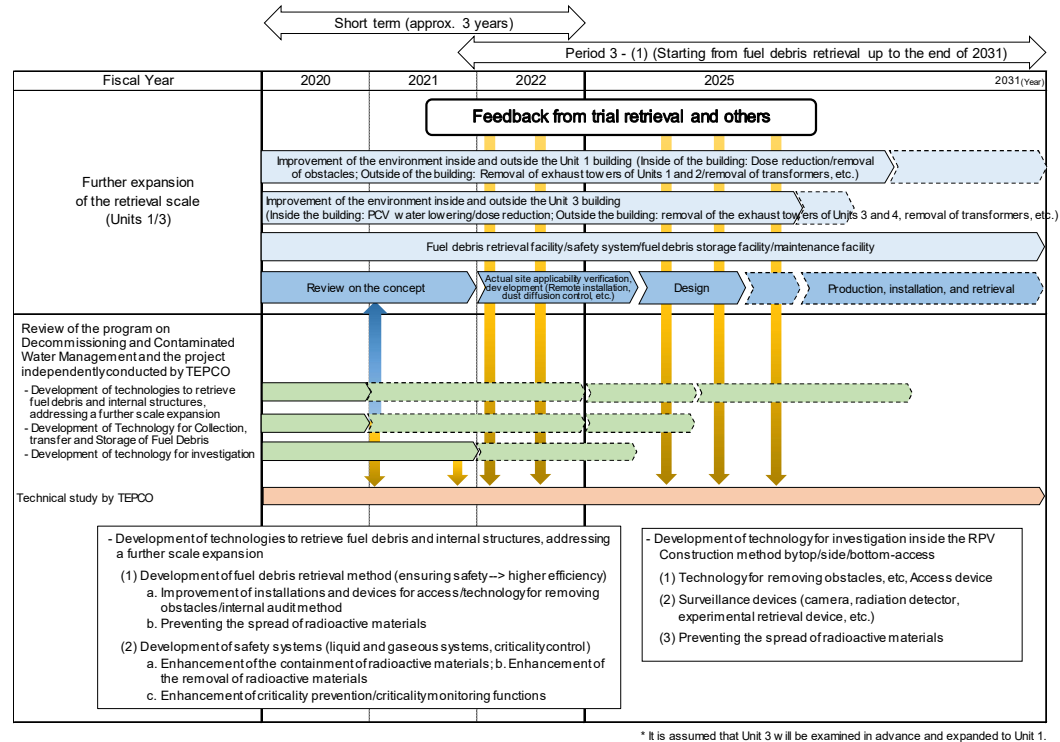 Short term (approx. 3 years)
Period 3 - (1) (Starting from fuel debris retrieval up to the end of 2031)
Fiscal Year
2020
2021
2022
2025
2031 (Year)
Feedback from trial retrieval and others
Further expansion
of the retrieval scale
(Units 1/3)
Improvement of the environment inside and outside the Unit 1 building (Inside of the building: Dose reduction/removal
of obstacles; Outside of the building: Removal of exhaust towers of Units 1 and 2/removal of transformers, etc.)
Improvement of the environment inside and outside the Unit 3 building
(Inside the building: PCV water lowering/dose reduction; Outside the building: removal of the exhaust towers of Units 3 and 4, removal of transformers, etc.)
Fuel debris retrieval facility/safety system/fuel debris storage facility/maintenance facility
Review on the concept
Actual site applicability verification,
development (Remote installation,
dust diffusion control, etc.)
Design
Production, installation, and retrieval
Review of the program on
Decommissioning and Contaminated
Water Management and the project
independently conducted by TEPCO
- Development of technologies to retrieve
fuel debris and internal structures,
addressing a further scale expansion
- Development of Technology for Collection,
transfer and Storage of Fuel Debris
- Development of technology for investigation
Technical study by TEPCO
- Development of technologies to retrieve fuel debris and internal structures, addressing
a further scale expansion
(1) Development of fuel debris retrieval method (ensuring safety--> higher efficiency)
a. Improvement of installations and devices for access/technology for removing
obstacles/internal audit method
b. Preventing the spread of radioactive materials
(2) Development of safety systems (liquid and gaseous systems, criticality control)
a. Enhancement of the containment of radioactive materials; b. Enhancement of
the removal of radioactive materials
c. Enhancement of criticality prevention/criticality monitoring functions
- Development of technology for investigation inside the RPV
Construction method by top/side/bottom-access
(1) Technology for removing obstacles, etc, Access device
(2) Surveillance devices (camera, radiation detector,
experimental retrieval device, etc.)
(3) Preventing the spread of radioactive materials
* It is assumed that Unit 3 will be examined in advance and expanded to Unit 1.